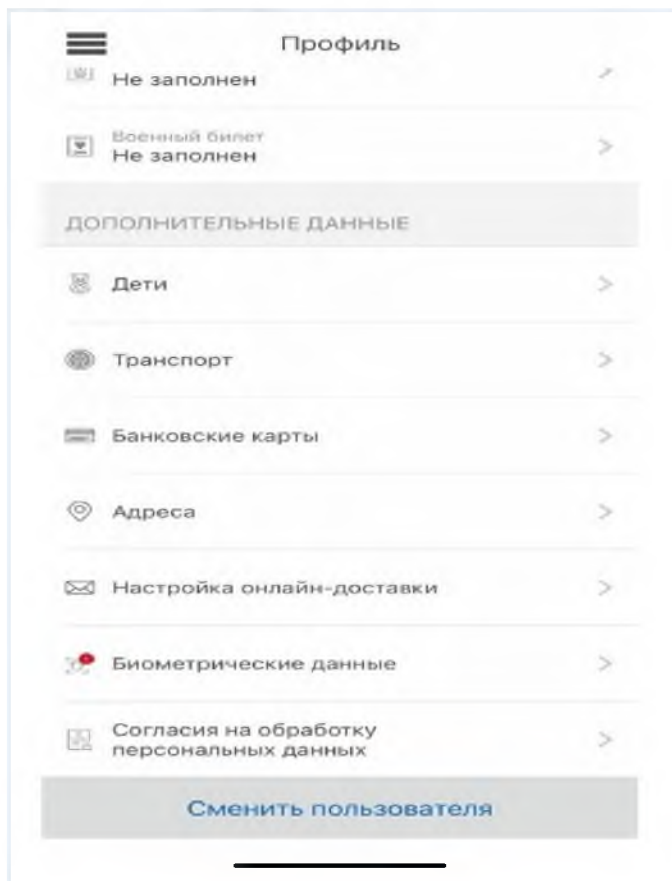 Профиль
Не заполнен
Военный билет
Не заполнен
ДОПОЛНИТЕЛЬНЫЕ ДАННЫЕ
Дети
Транспорт
Банковские карты
Адреса
Настройка онлайн-доставки
Биометрические данные
Согласия на обработку
персональных данных
Сменить пользователя